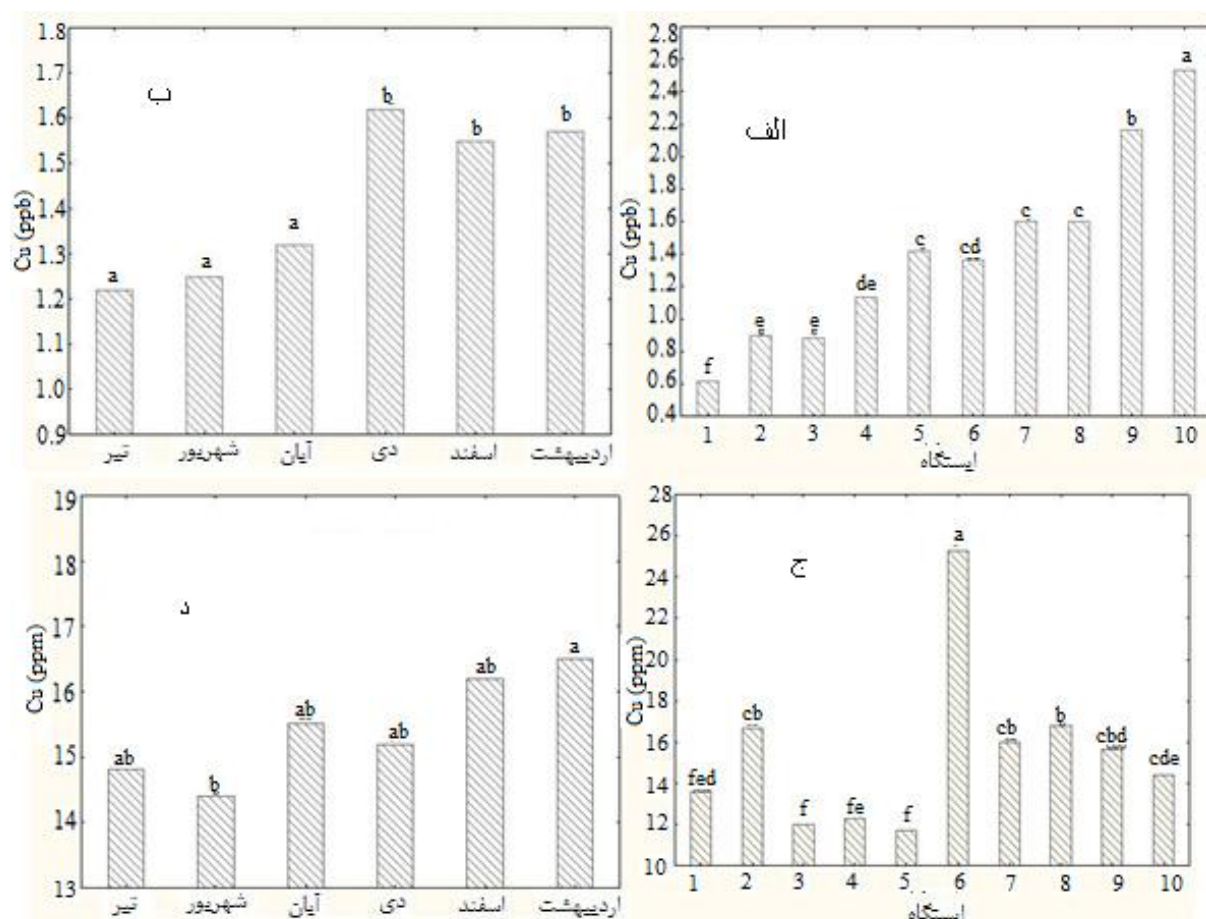 الف
Cu (ppb)
2.8
2.6
2.4
2.2
2.0
1.8
1.6
1.4
1.2
1.0
0.8
0.6
0.4
f e e de c cd c c b a
1 2 3 4 5 6 7 8 9 10
ایستگاه
ب
Cu (ppb)
1.8
1.7
1.6
1.5
1.4
1.3
1.2
1.1
1.0
0.9
a a a b b b
تیر شهریور آیان دی اسفند اردیبهشت
ج
Cu (ppm)
28
26
24
22
20
18
16
14
12
10
fed cb f fe f a cb b cbd cde
1 2 3 4 5 6 7 8 9 10
ایستگاه
د
Cu (ppm)
19
18
17
16
15
14
13
ab b ab ab ab a
تیر شهریور آیان دی اسفند اردیبهشت